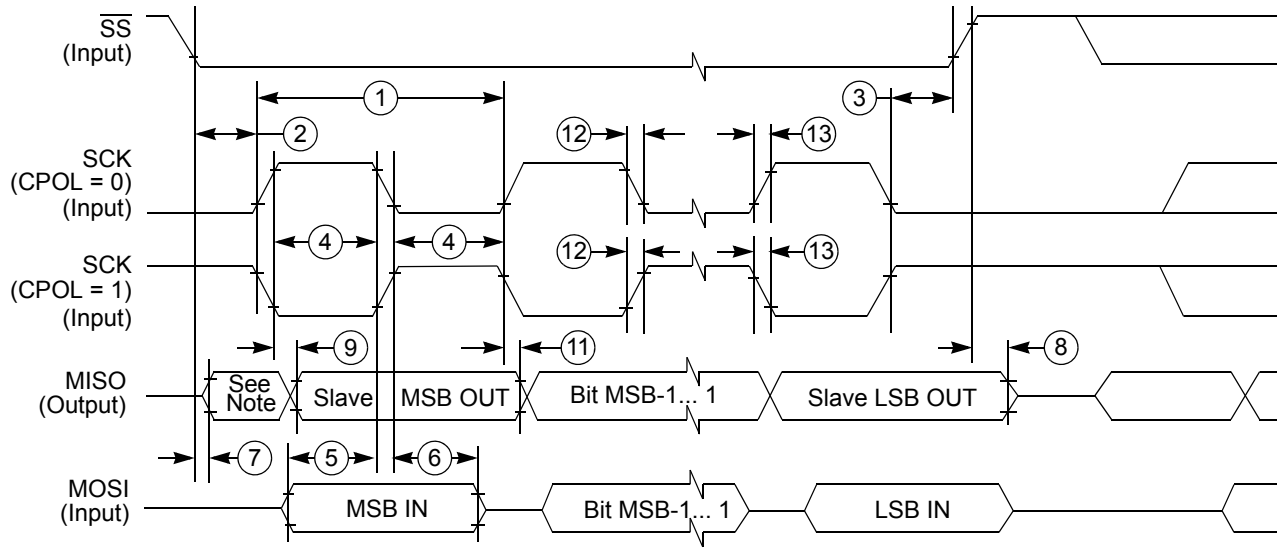 SS
(Input)
1
3
2
12
13
SCK
(CPOL = 0)
(Input)
4
4
12
13
SCK
(CPOL = 1)
(Input)
9
11
8
MISO
(Output)
See
Note
Slave
MSB OUT
Bit MSB-1... 1
Slave LSB OUT
7
5
6
MOSI
(Input)
MSB IN
Bit MSB-1... 1
LSB IN